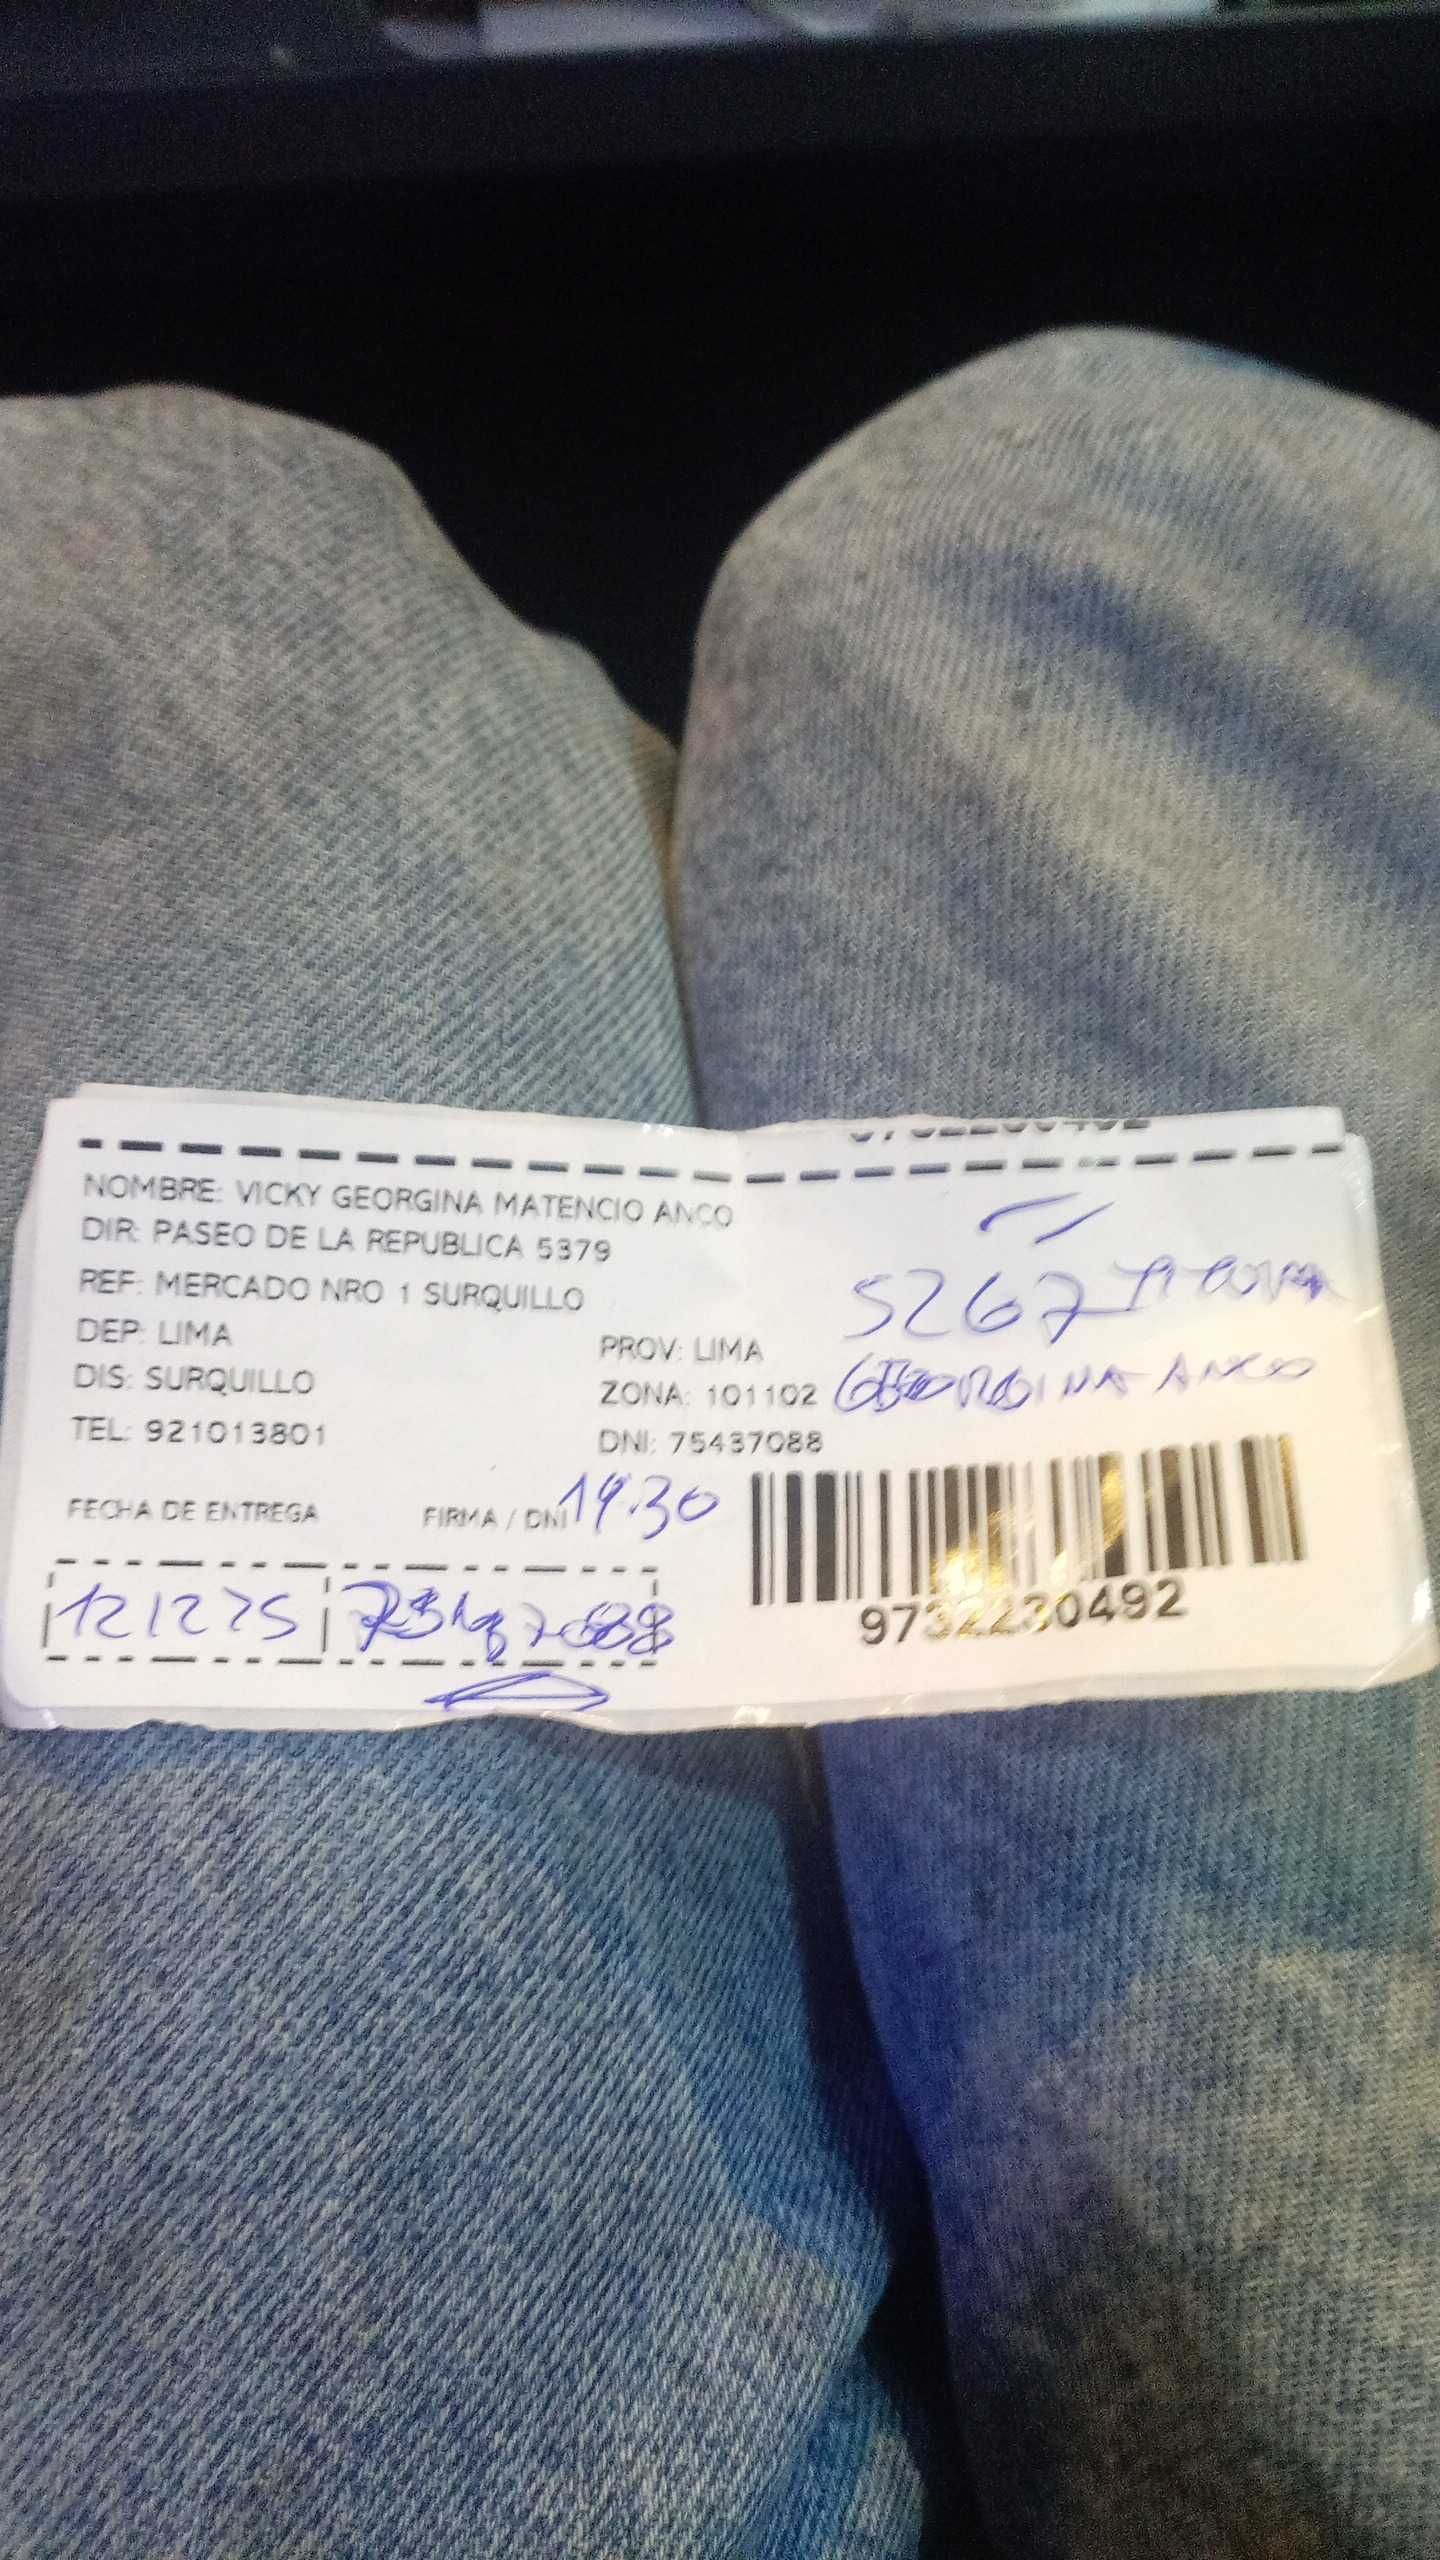 NOMBRE: VICKY GEORGINA MATENCIO ANCO
DIR: PASEO DE LA REPUBLICA 5379
REF: MERCADO NRO 1 SURQUILLO
DEP: LIMA
PROV: LIMA
DIS: SURQUILLO
ZONA: 101102
TEL: 921013801
DNI: 75437088
5267
GEORGINA ANCO
FECHA DE ENTREGA
FIRMA / DNI
19.30
121225
9732230492